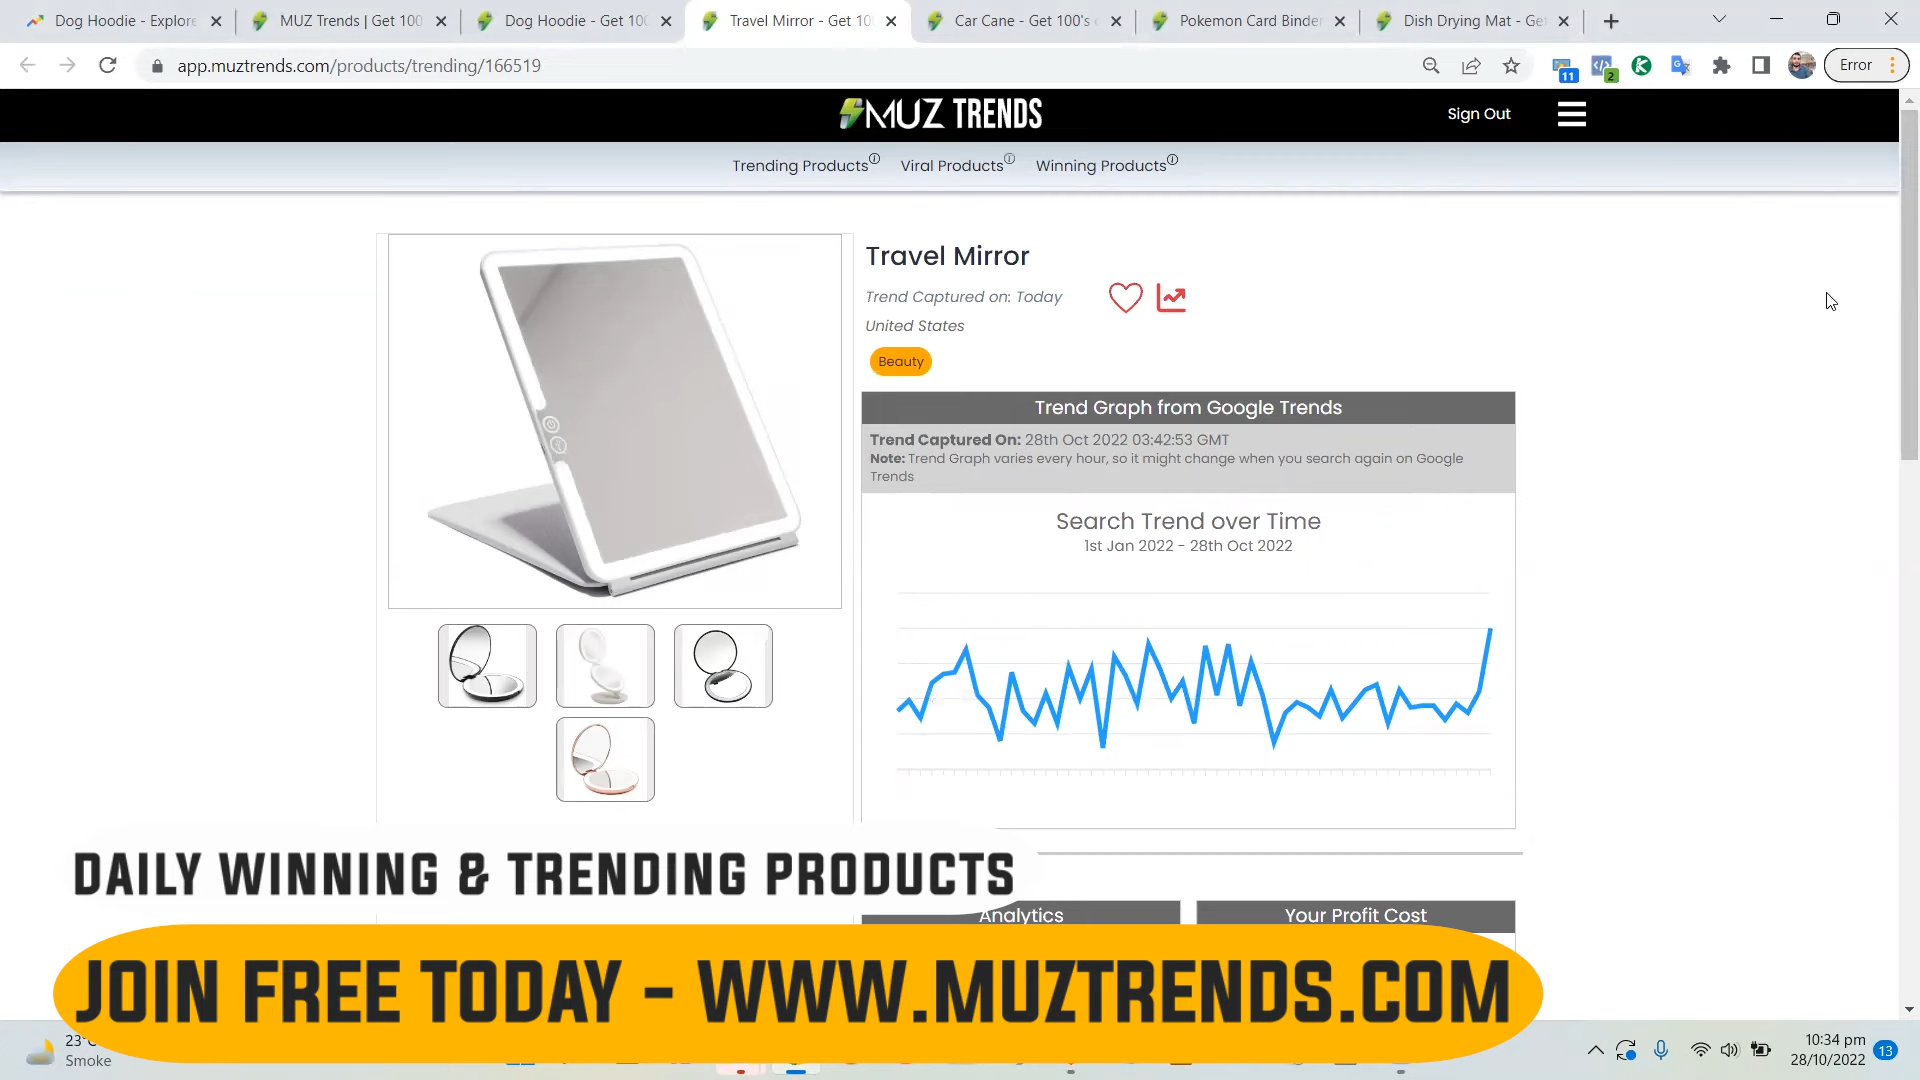 Dog Hoodie - Explore
MUZ Trends | Get 100
Dog Hoodie - Get 100
Travel Mirror - Get 10
Car Cane - Get 100's o
Pokemon Card Binder
Dish Drying Mat - Ge
app.muztrends.com/products/trending/166519
11
2
Error
MUZ TRENDS
Sign Out
Trending Products
Viral Products
Winning Products
Travel Mirror
Trend Captured on: Today
United States
Beauty
Trend Graph from Google Trends
Trend Captured On: 28th Oct 2022 03:42:53 GMT
Note: Trend Graph varies every hour, so it might change when you search again on Google
Trends
Search Trend over Time
1st Jan 2022 - 28th Oct 2022
DAILY WINNING & TRENDING PRODUCTS
Analytics
Your Profit Cost
JOIN FREE TODAY - WWW.MUZTRENDS.COM
23°C
Smoke
10:34 pm
28/10/2022
13